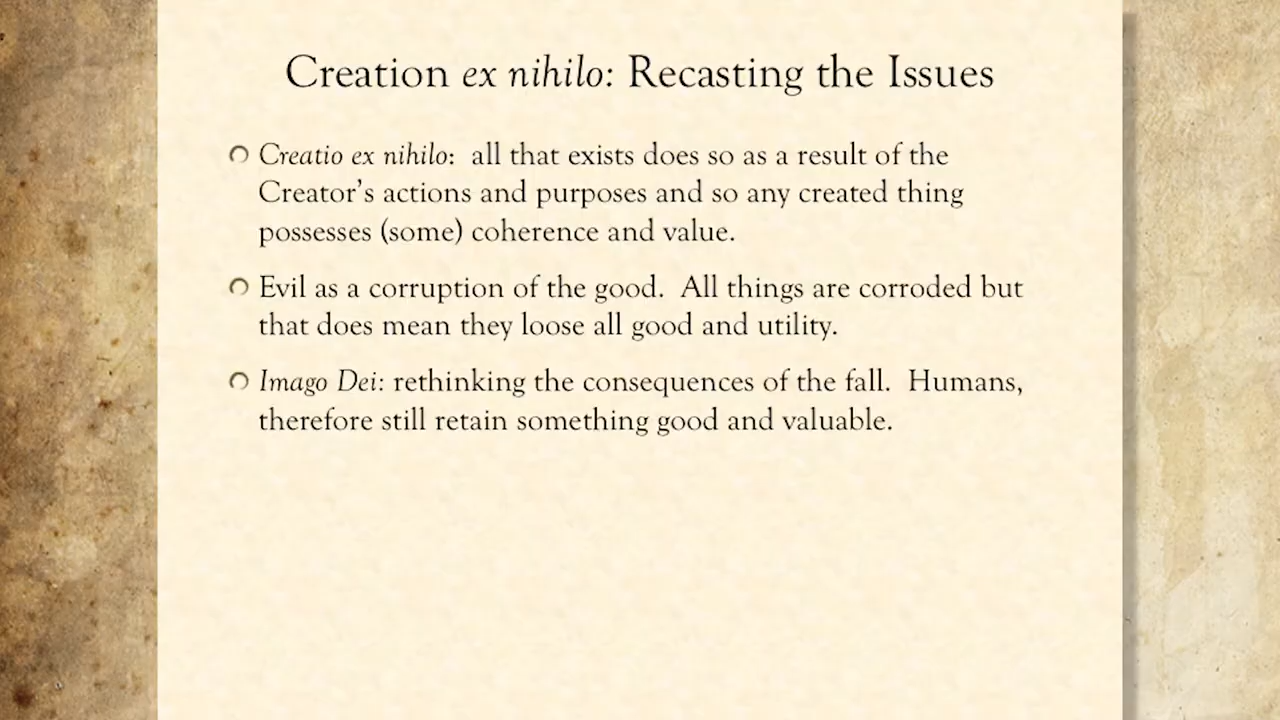 Creation ex nihilo: Recasting the Issues
Creatio ex nihilo: all that exists does so as a result of the
Creator's actions and purposes and so any created thing
possesses (some) coherence and value.
Evil as a corruption of the good. All things are corroded but
that does mean they loose all good and utility.
Imago Dei: rethinking the consequences of the fall. Humans,
therefore still retain something good and valuable.